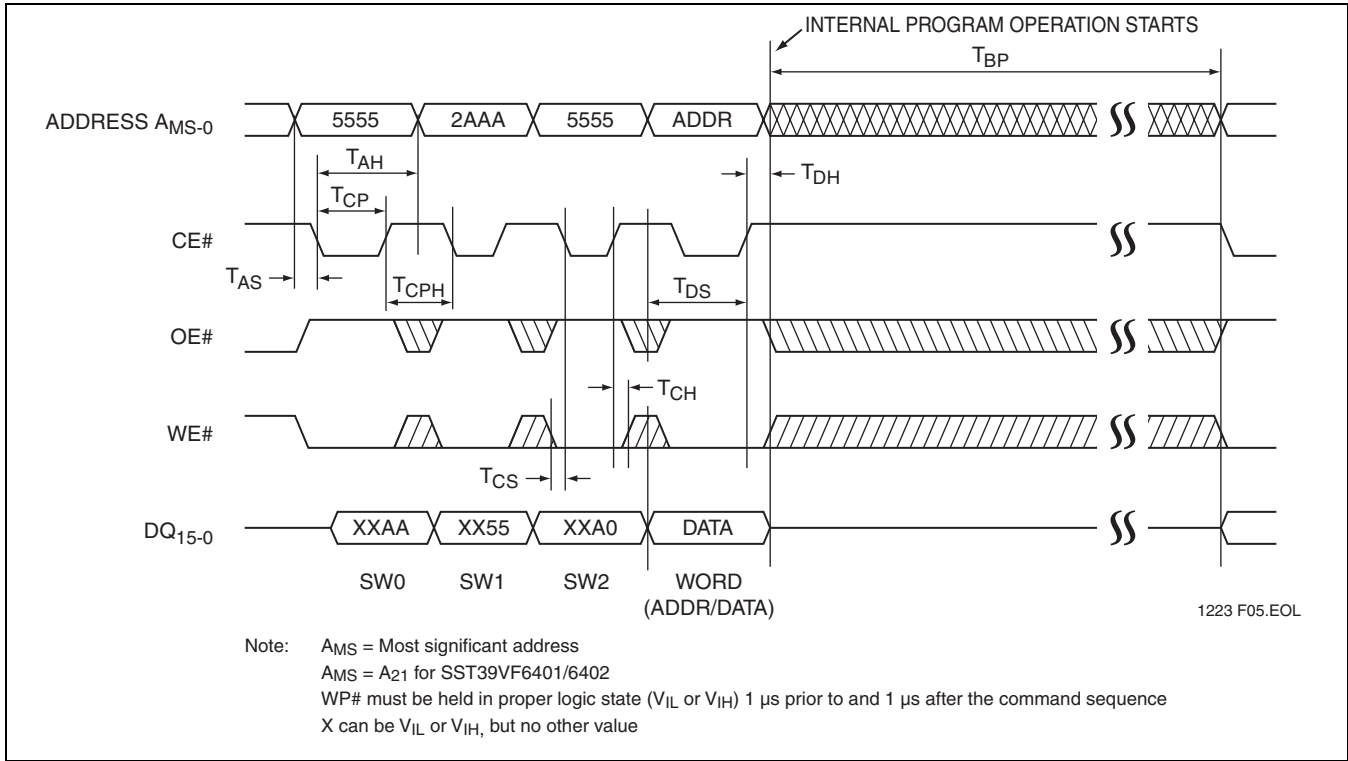 INTERNAL PROGRAM OPERATION STARTS
TBP
ADDRESS AMS-0
5555
2AAA
5555
ADDR
TAH
TDH
TCP
CE#
TAS
TCPH
TDS
OE#
TCH
WE#
TCS
DQ15-0
XXAA
XX55
XXA0
DATA
SW0
SW1
SW2
WORD
(ADDR/DATA)
1223 F05.EOL
Note: AMS = Most significant address
AMS = A21 for SST39VF6401/6402
WP# must be held in proper logic state (VIL or VIH) 1 µs prior to and 1 µs after the command sequence
X can be VIL or VIH, but no other value